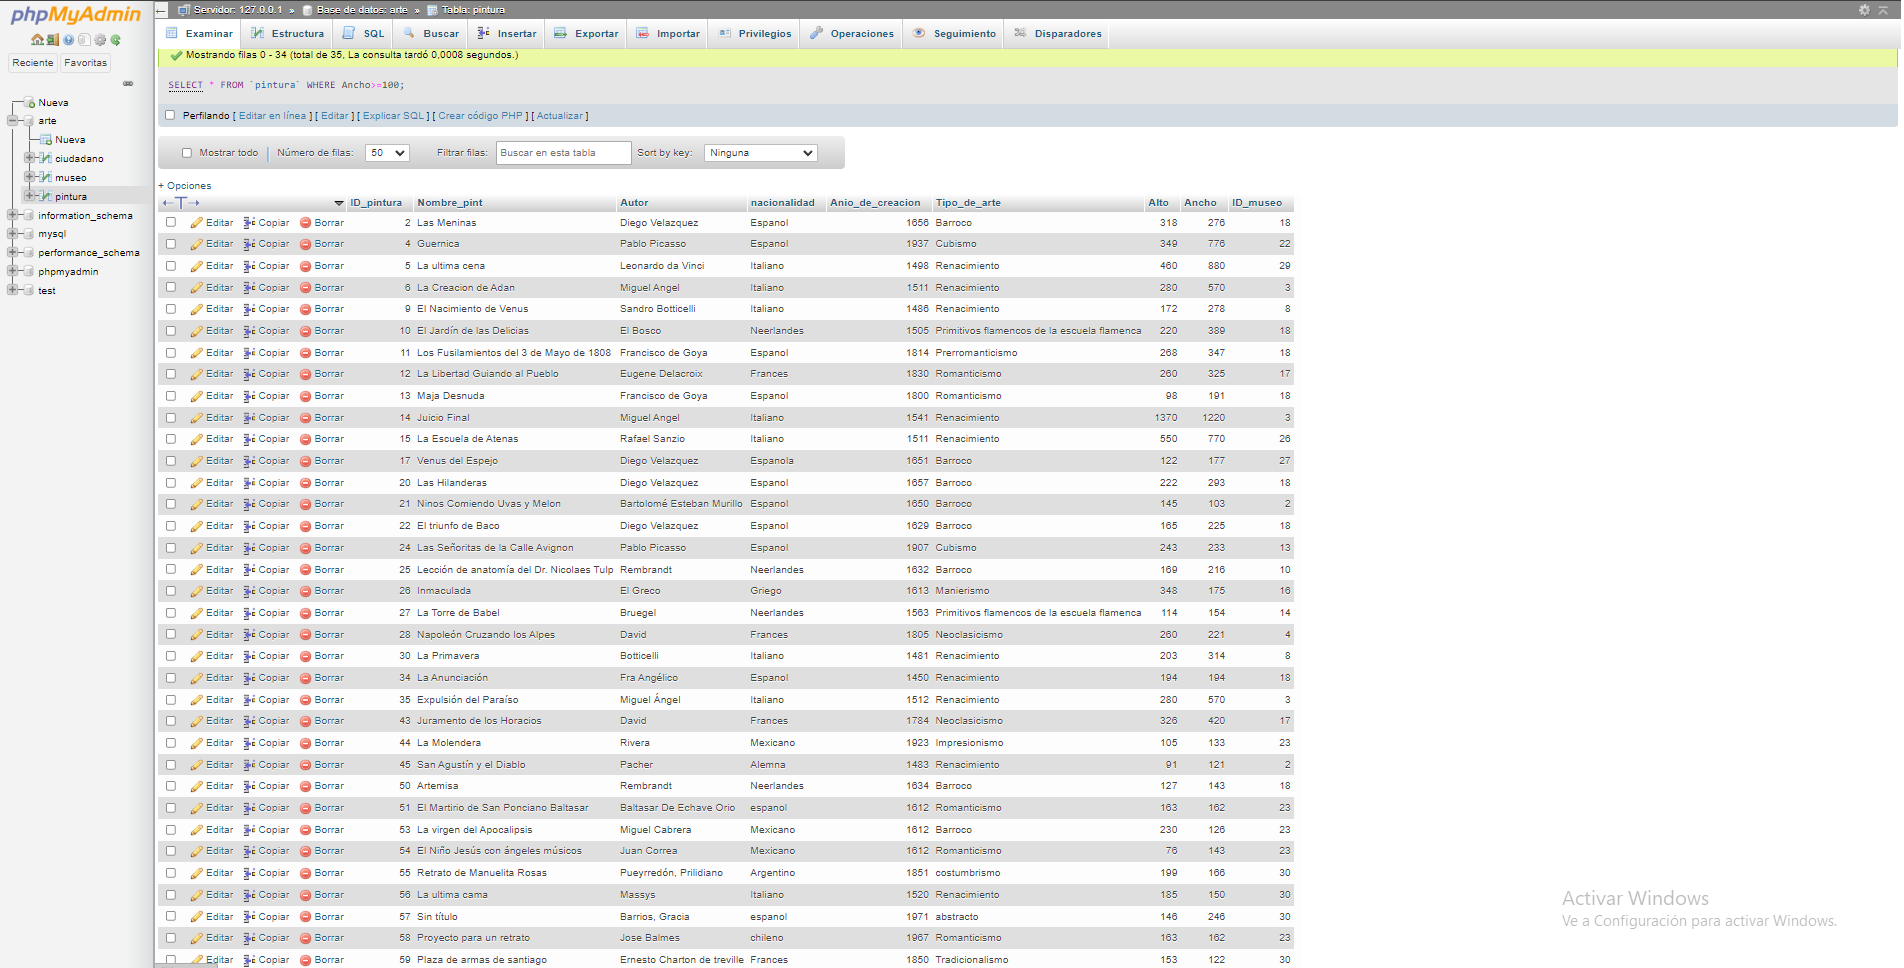 phpMyAdmin
Reciente Favoritas
Nueva
arte
Nueva
ciudadano
museo
pintura
information_schema
mysql
performance_schema
phpmyadmin
test
Servidor: 127.0.0.1 » Base de datos: arte » Tabla: pintura
Examinar Estructura SQL Buscar Insertar Exportar Importar Privilegios Operaciones Seguimiento Disparadores
Mostrando filas 0 - 34 (total de 35, La consulta tardó 0,0008 segundos.)
SELECT * FROM `pintura` WHERE Ancho>=100;
Perfilando [ Editar en línea ] [ Editar ] [ Explicar SQL ] [ Crear código PHP ] [ Actualizar ]
Mostrar todo Número de filas: 50 Filtrar filas: Buscar en esta tabla Sort by key: Ninguna
+ Opciones
←T→ ID_pintura Nombre_pint Autor nacionalidad Anio_de_creacion Tipo_de_arte Alto Ancho ID_museo
Editar Copiar Borrar 2 Las Meninas Diego Velazquez Espanol 1656 Barroco 318 276 18
Editar Copiar Borrar 4 Guernica Pablo Picasso Espanol 1937 Cubismo 349 776 22
Editar Copiar Borrar 5 La ultima cena Leonardo da Vinci Italiano 1498 Renacimiento 460 880 29
Editar Copiar Borrar 6 La Creacion de Adan Miguel Angel Italiano 1511 Renacimiento 280 570 3
Editar Copiar Borrar 9 El Nacimiento de Venus Sandro Botticelli Italiano 1486 Renacimiento 172 278 8
Editar Copiar Borrar 10 El Jardín de las Delicias El Bosco Neerlandes 1505 Primitivos flamencos de la escuela flamenca 220 389 18
Editar Copiar Borrar 11 Los Fusilamientos del 3 de Mayo de 1808 Francisco de Goya Espanol 1814 Prerromanticismo 268 347 18
Editar Copiar Borrar 12 La Libertad Guiando al Pueblo Eugene Delacroix Frances 1830 Romanticismo 260 325 17
Editar Copiar Borrar 13 Maja Desnuda Francisco de Goya Espanol 1800 Romanticismo 98 191 18
Editar Copiar Borrar 14 Juicio Final Miguel Angel Italiano 1541 Renacimiento 1370 1220 3
Editar Copiar Borrar 15 La Escuela de Atenas Rafael Sanzio Italiano 1511 Renacimiento 550 770 26
Editar Copiar Borrar 17 Venus del Espejo Diego Velazquez Espanola 1651 Barroco 122 177 27
Editar Copiar Borrar 20 Las Hilanderas Diego Velazquez Espanol 1657 Barroco 222 293 18
Editar Copiar Borrar 21 Ninos Comiendo Uvas y Melon Bartolomé Esteban Murillo Espanol 1650 Barroco 145 103 2
Editar Copiar Borrar 22 El triunfo de Baco Diego Velazquez Espanol 1629 Barroco 165 225 18
Editar Copiar Borrar 24 Las Señoritas de la Calle Avignon Pablo Picasso Espanol 1907 Cubismo 243 233 13
Editar Copiar Borrar 25 Lección de anatomía del Dr. Nicolaes Tulp Rembrandt Neerlandes 1632 Barroco 169 216 10
Editar Copiar Borrar 26 Inmaculada El Greco Griego 1613 Manierismo 348 175 16
Editar Copiar Borrar 27 La Torre de Babel Bruegel Neerlandes 1563 Primitivos flamencos de la escuela flamenca 114 154 14
Editar Copiar Borrar 28 Napoleón Cruzando los Alpes David Frances 1805 Neoclasicismo 260 221 4
Editar Copiar Borrar 30 La Primavera Botticelli Italiano 1481 Renacimiento 203 314 8
Editar Copiar Borrar 34 La Anunciación Fra Angélico Espanol 1450 Renacimiento 194 194 18
Editar Copiar Borrar 35 Expulsión del Paraíso Miguel Ángel Italiano 1512 Renacimiento 280 570 3
Editar Copiar Borrar 43 Juramento de los Horacios David Frances 1784 Neoclasicismo 326 420 17
Editar Copiar Borrar 44 La Molendera Rivera Mexicano 1923 Impresionismo 105 133 23
Editar Copiar Borrar 45 San Agustín y el Diablo Pacher Alemna 1483 Renacimiento 91 121 2
Editar Copiar Borrar 50 Artemisa Rembrandt Neerlandes 1634 Barroco 127 143 18
Editar Copiar Borrar 51 El Martirio de San Ponciano Baltasar Baltasar De Echave Orio espanol 1612 Romanticismo 163 162 23
Editar Copiar Borrar 53 La virgen del Apocalipsis Miguel Cabrera Mexicano 1612 Barroco 230 126 23
Editar Copiar Borrar 54 El Niño Jesús con ángeles músicos Juan Correa Mexicano 1612 Romanticismo 76 143 23
Editar Copiar Borrar 55 Retrato de Manuelita Rosas Pueyrredón, Prilidiano Argentino 1851 costumbrismo 199 166 30
Editar Copiar Borrar 56 La ultima cama Massys Italiano 1520 Renacimiento 185 150 30
Editar Copiar Borrar 57 Sin título Barrios, Gracia espanol 1971 abstracto 146 246 30
Editar Copiar Borrar 58 Proyecto para un retrato Jose Balmes chileno 1967 Romanticismo 163 162 23
Editar Copiar Borrar 59 Plaza de armas de santiago Ernesto Charton de treville Frances 1850 Tradicionalismo 153 122 30
Activar Windows
Ve a Configuración para activar Windows.